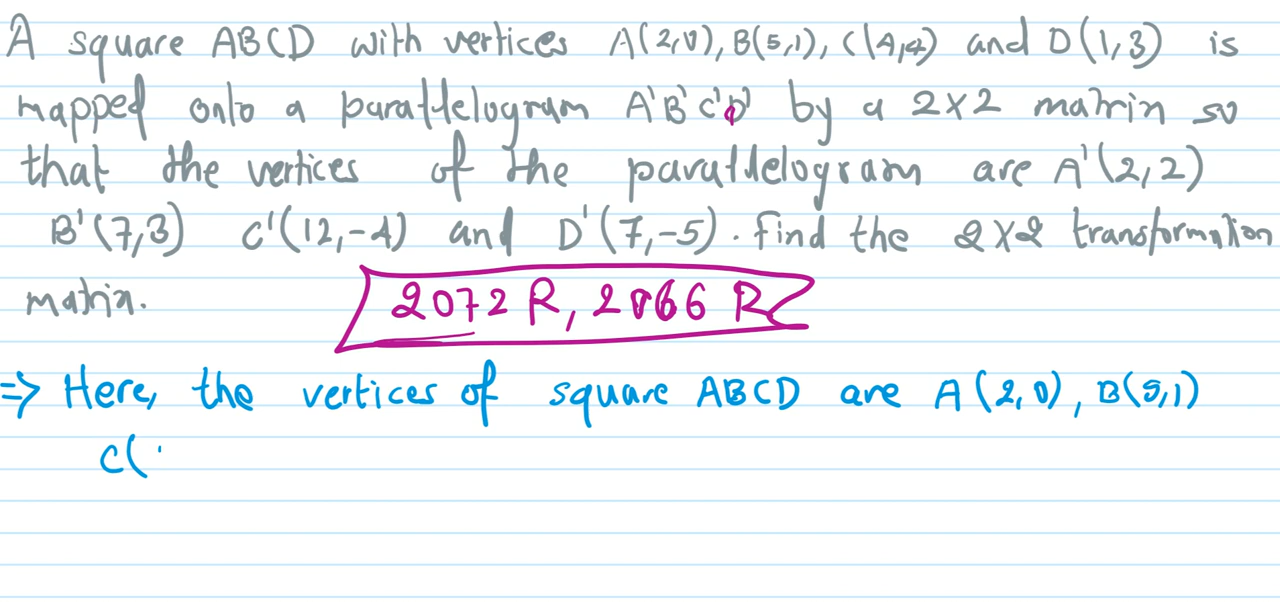 A square ABCD with vertices A(2,0), B(5,1), C(4,4) and D(1,3) is
mapped onto a parallelogram A'B'C'D' by a 2×2 matrix so
that the vertices of the parallelogram are A'(2,2)
B'(7,3) C'(12,-4) and D'(7,-5). Find the 2×2 transformation
matrix.
2072 R, 2066 R
=> Here, the vertices of square ABCD are A(2,0), B(5,1)
C(